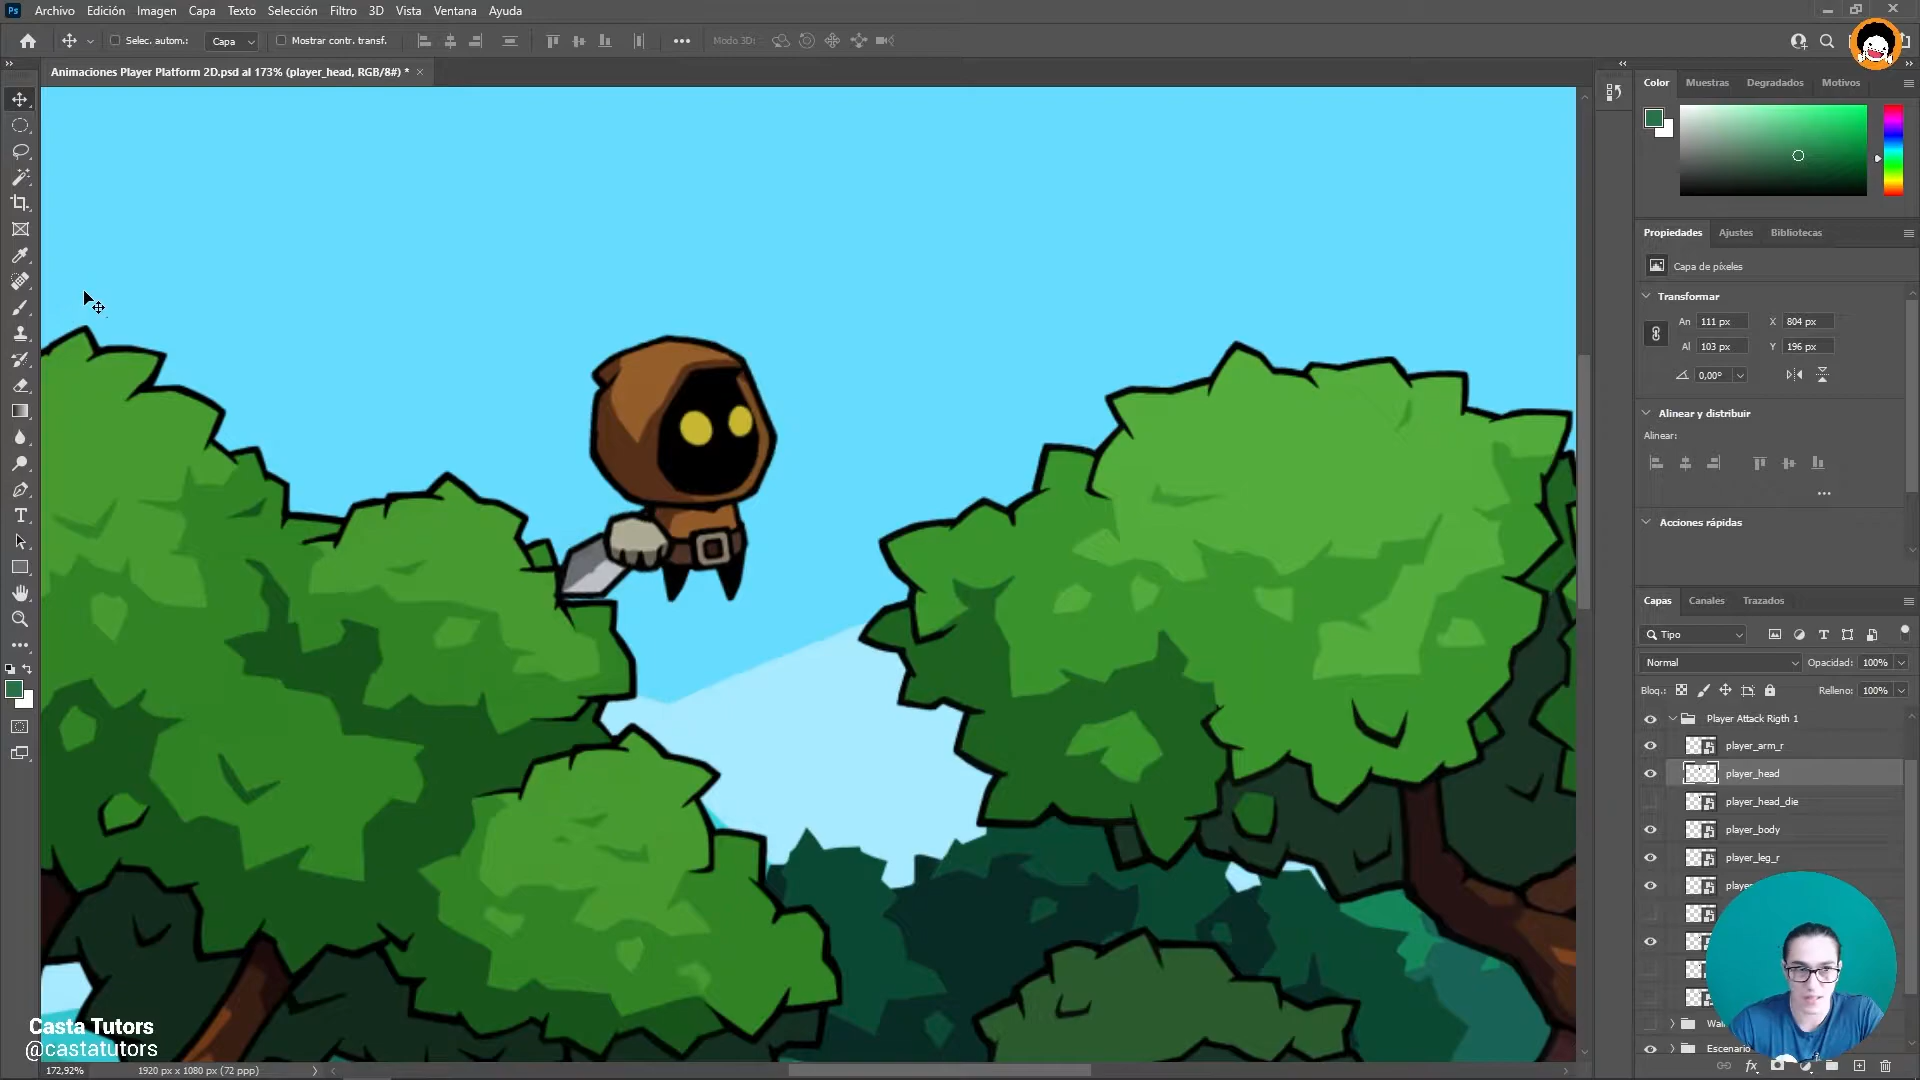 Ps Archivo Edición Imagen Capa Texto Selección Filtro 3D Vista Ventana Ayuda
Selec. autom.: Capa Mostrar contr. transf. ••• Modo 3D:
Animaciones Player Platform 2D.psd al 173% (player_head, RGB/8#) * ×
Color Muestras Degradados Motivos
Propiedades Ajustes Bibliotecas
Capa de píxeles
Transformar
An 111 px X 804 px
Al 103 px Y 196 px
0,00°
Alinear y distribuir
Alinear:
Acciones rápidas
Capas Canales Trazados
Tipo
Normal Opacidad: 100%
Bloq.: Relleno: 100%
Player Attack Rigth 1
player_arm_r
player_head
player_head_die
player_body
player_leg_r
Escenario
Casta Tutors
@castatutors
172,92% 1920 px x 1080 px (72 ppp)